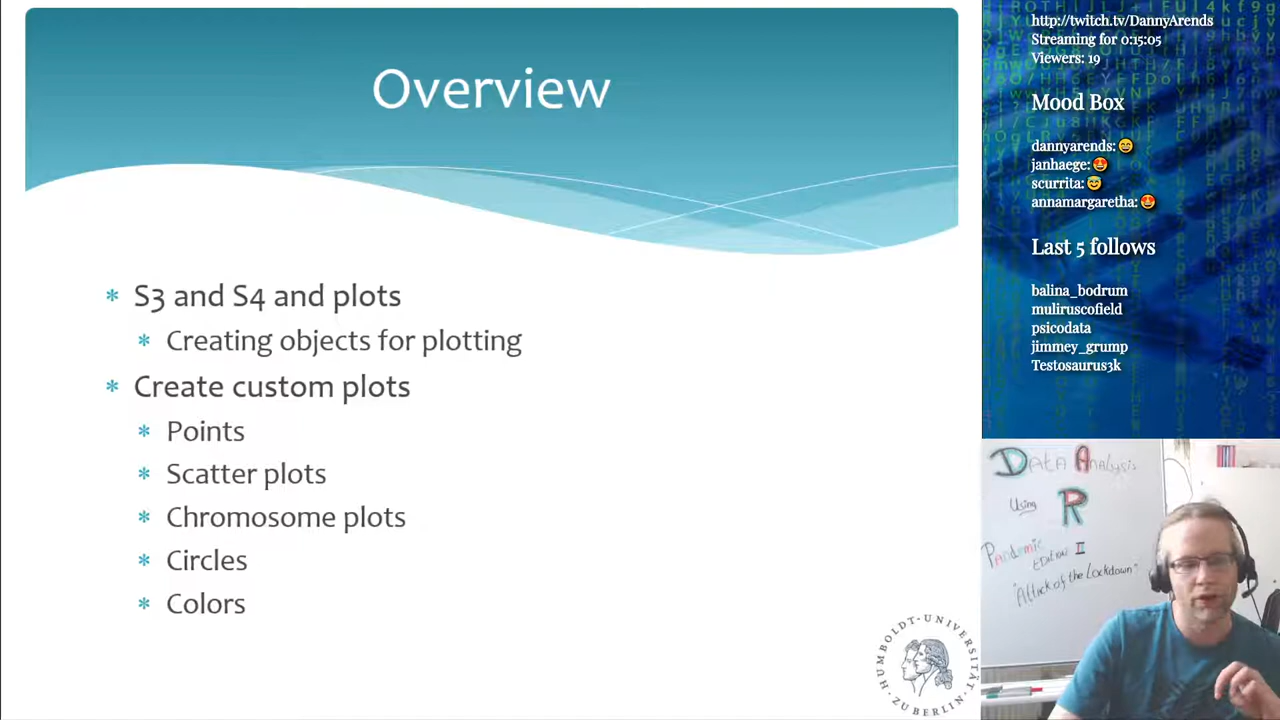 Overview
* S3 and S4 and plots
* Creating objects for plotting
* Create custom plots
* Points
* Scatter plots
* Chromosome plots
* Circles
* Colors
HUMBOLDT-UNIVERSITÄT
ZU BERLIN
http://twitch.tv/DannyArends
Streaming for 0:15:05
Viewers: 19
Mood Box
dannyarends: 😄
janhaege: 😍
scurrita: 😇
annamargaretha: 😍
Last 5 follows
balina_bodrum
muliruscofield
psicodata
jimmey_grump
Testosaurus3k
Data Analysis
Using R
Pandemic
EDITION II
"Attack of the Lockdown"